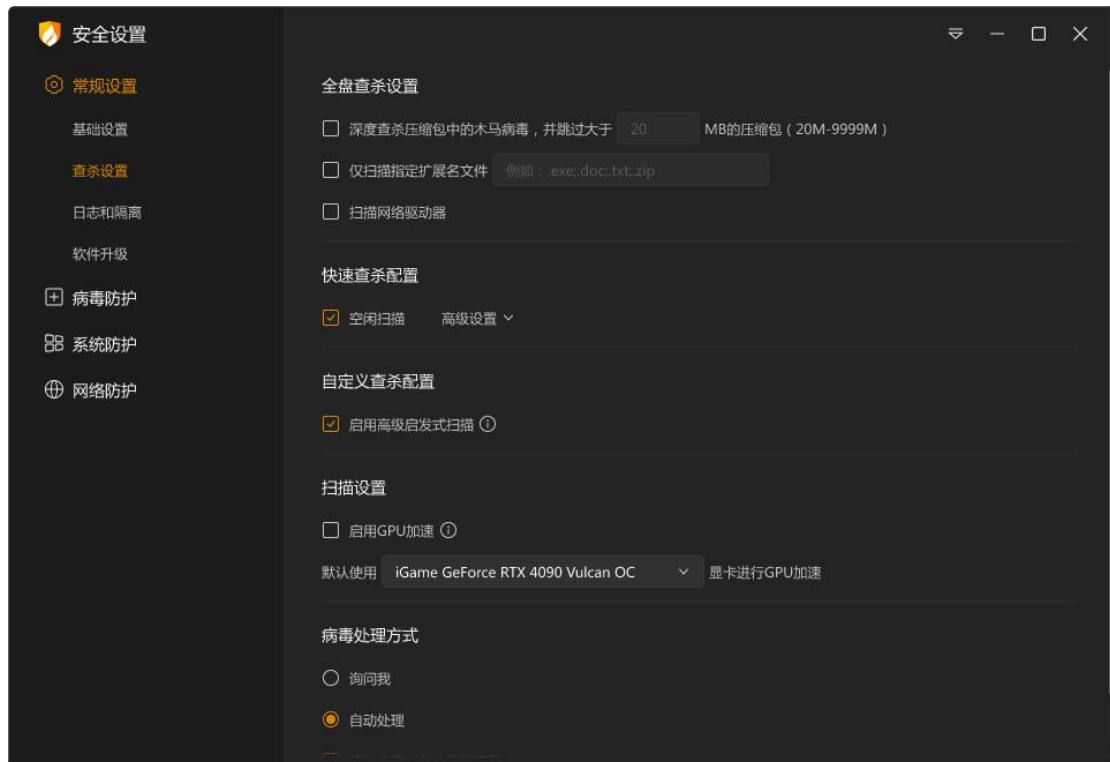 安全设置
常规设置
基础设置
查杀设置
日志和隔离
软件升级
病毒防护
系统防护
网络防护
全盘查杀设置
深度查杀压缩包中的木马病毒，并跳过大于 20 MB的压缩包（20M-9999M）
仅扫描指定扩展名文件 例如：.exe;.doc;.txt;.zip
扫描网络驱动器
快速查杀配置
空闲扫描 高级设置
自定义查杀配置
启用高级启发式扫描
扫描设置
启用GPU加速
默认使用 iGame GeForce RTX 4090 Vulcan OC 显卡进行GPU加速
病毒处理方式
询问我
自动处理